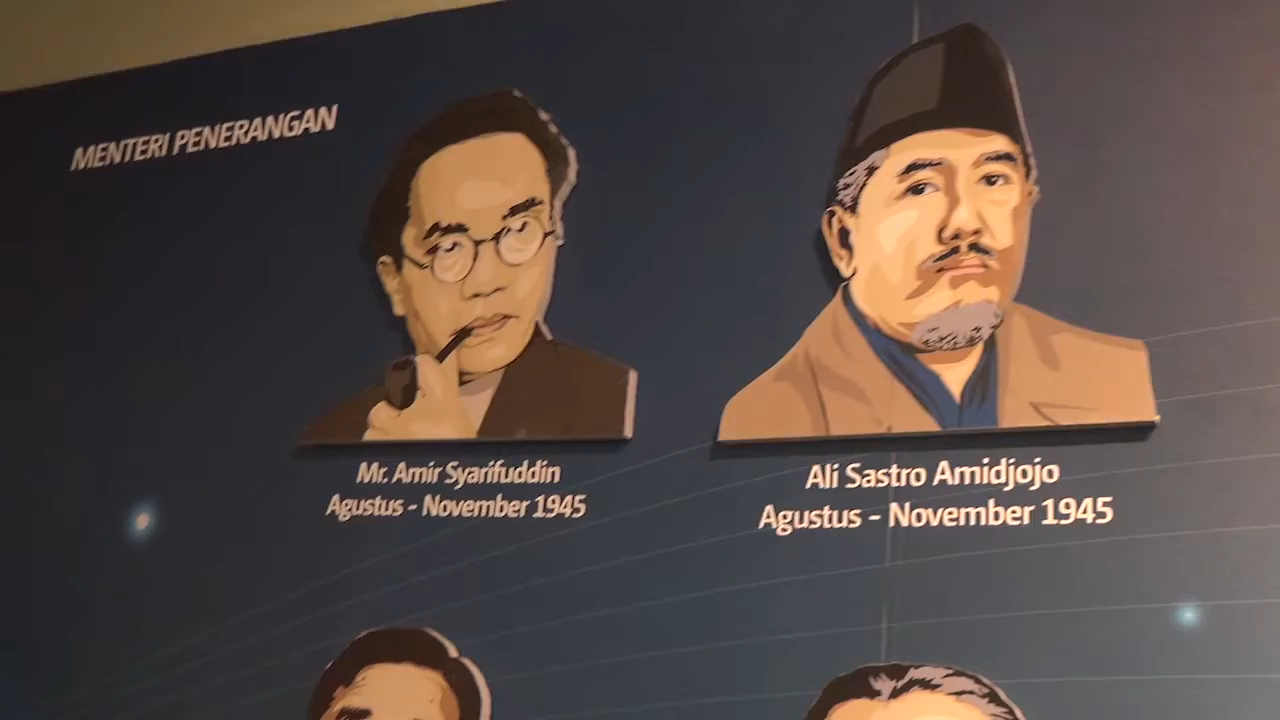 MENTERI PENERANGAN
Mr. Amir Syarifuddin
Agustus - November 1945
Ali Sastro Amidjojo
Agustus - November 1945